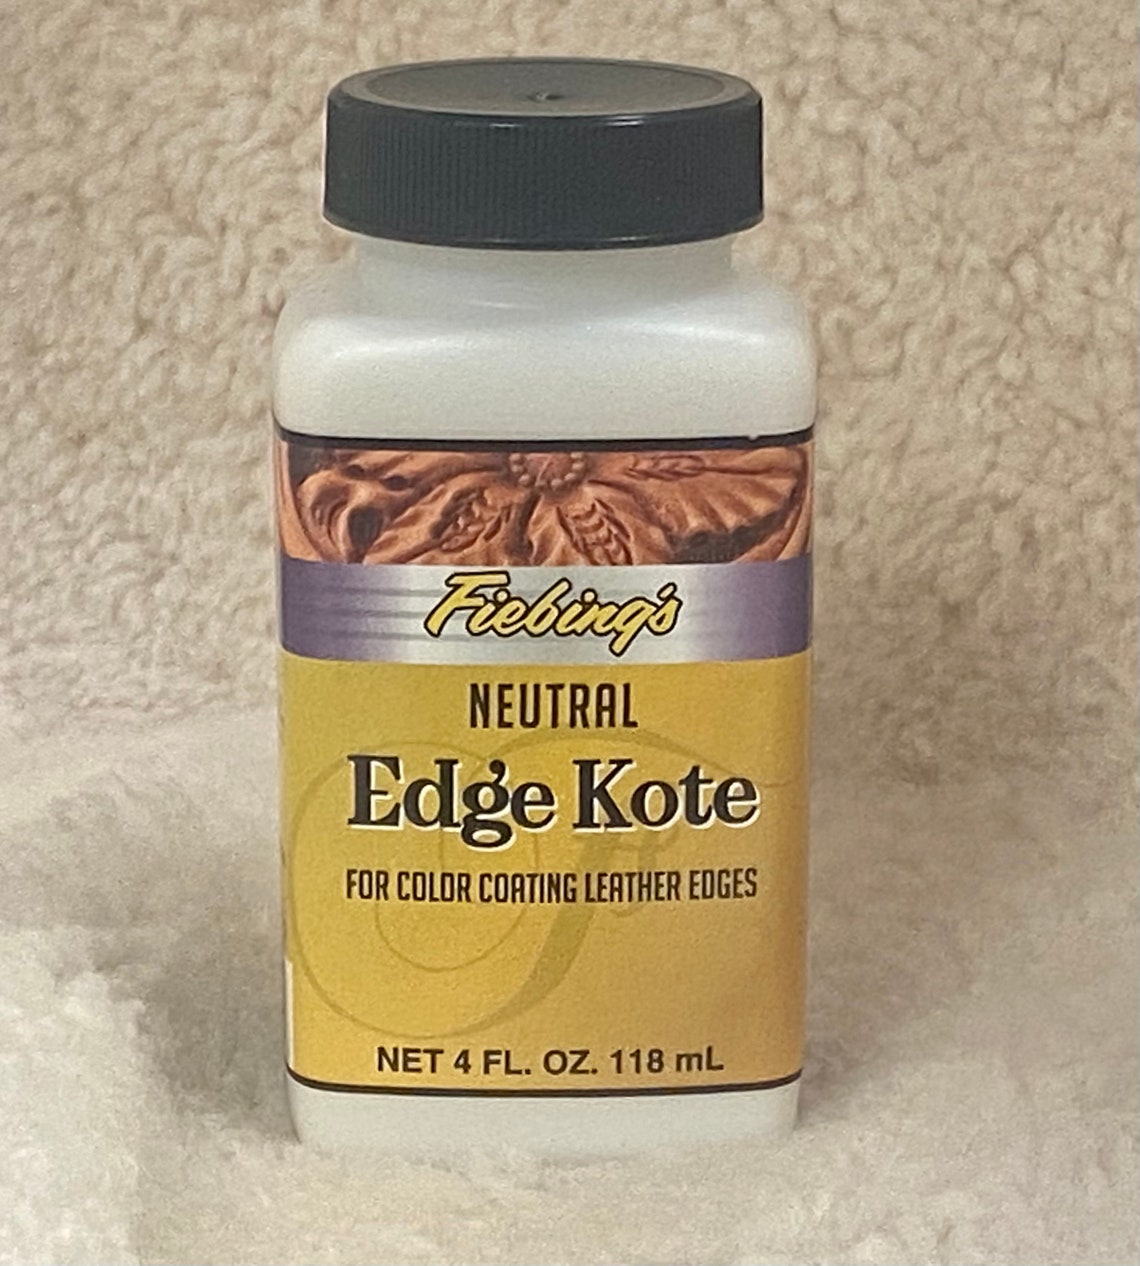 Fiebing's
NEUTRAL
Edge Kote
FOR COLOR COATING LEATHER EDGES
NET 4 FL. OZ. 118 mL